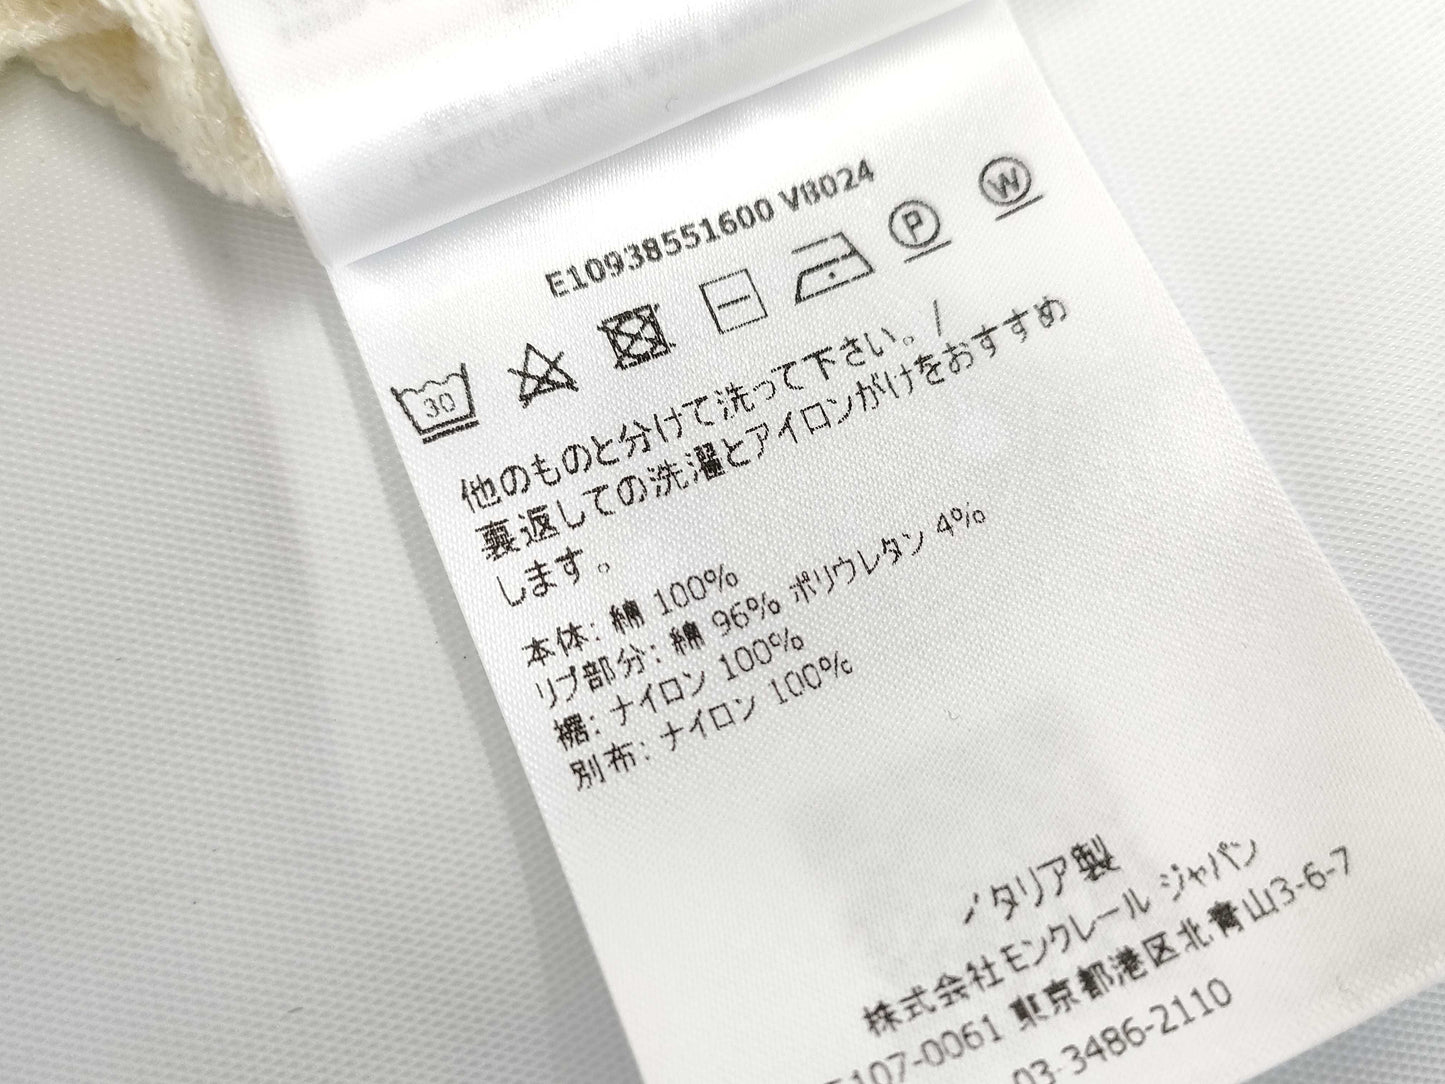 E10938551600 VB024
30 P W
他のものと分けて洗って下さい。/
裏返しての洗濯とアイロンがけをおすすめ
します。
本体: 綿 100%
リブ部分: 綿 96% ポリウレタン 4%
裾: ナイロン 100%
別布: ナイロン 100%
イタリア製
株式会社モンクレール ジャパン
107-0061 東京都港区北青山3-6-7
03-3486-2110